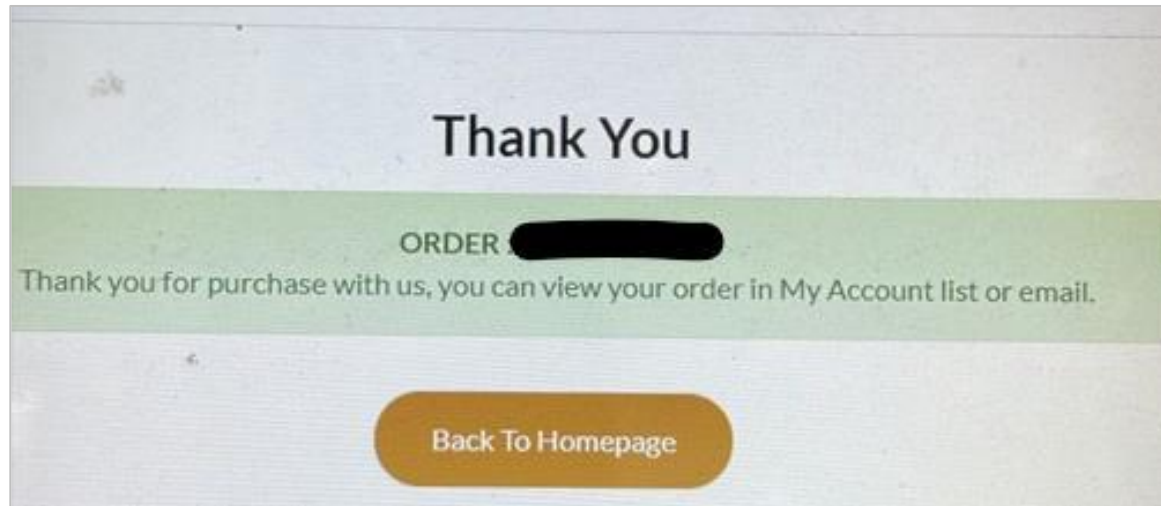 Thank You
ORDER
Thank you for purchase with us, you can view your order in My Account list or email.
Back To Homepage